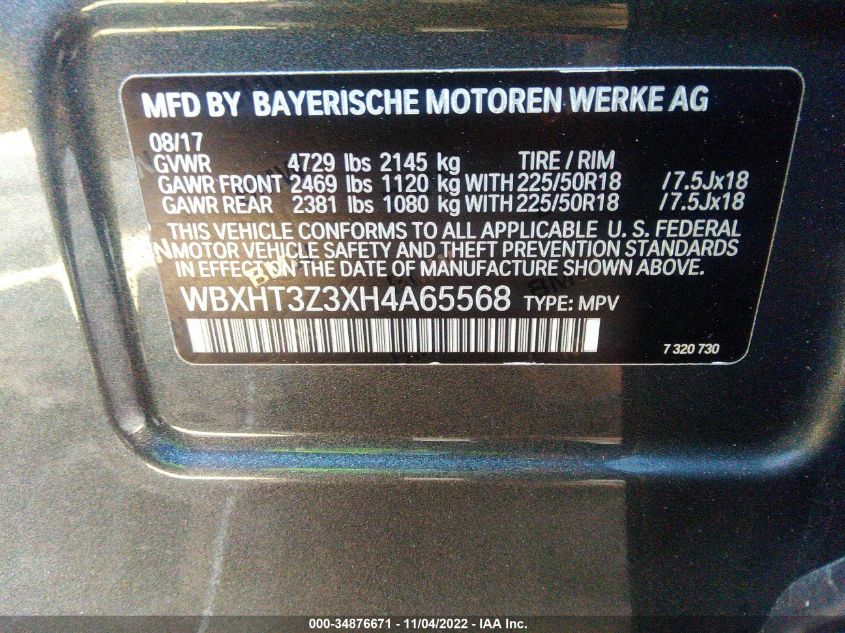 MFD BY BAYERISCHE MOTOREN WERKE AG
08/17
GVWR 4729 lbs 2145 kg TIRE / RIM
GAWR FRONT 2469 lbs 1120 kg WITH 225/50R18 /7.5Jx18
GAWR REAR 2381 lbs 1080 kg WITH 225/50R18 /7.5Jx18
THIS VEHICLE CONFORMS TO ALL APPLICABLE U. S. FEDERAL
MOTOR VEHICLE SAFETY AND THEFT PREVENTION STANDARDS
IN EFFECT ON THE DATE OF MANUFACTURE SHOWN ABOVE.
WBXHT3Z3XH4A65568 TYPE: MPV
7 320 730
000-34876671 - 11/04/2022 - IAA Inc.